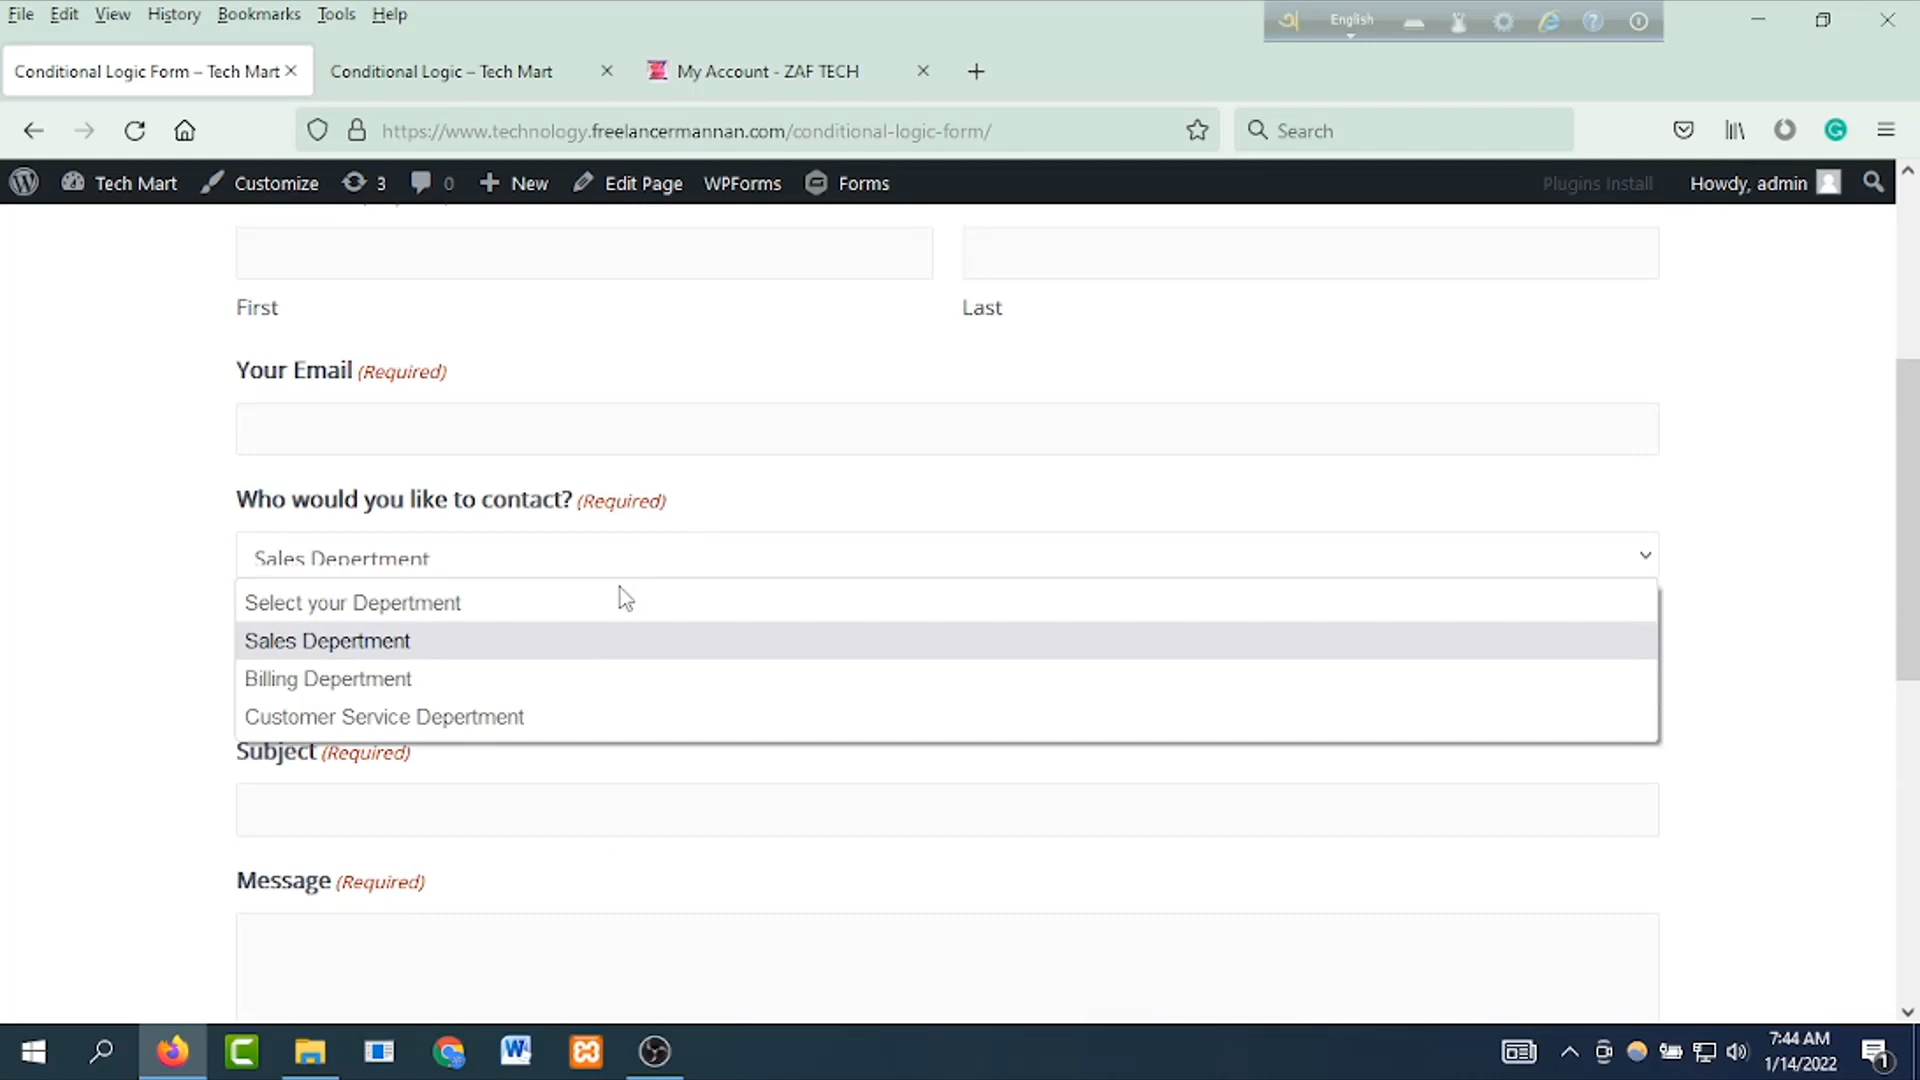 File Edit View History Bookmarks Tools Help
English
Conditional Logic Form – Tech Mart
Conditional Logic – Tech Mart
My Account - ZAF TECH
https://www.technology.freelancermannan.com/conditional-logic-form/
Search
Tech Mart Customize 3 0 New Edit Page WPForms Forms Plugins Install Howdy, admin
First Last
Your Email (Required)
Who would you like to contact? (Required)
Sales Depertment
Select your Depertment
Sales Depertment
Billing Depertment
Customer Service Depertment
Subject (Required)
Message (Required)
7:44 AM
1/14/2022
1